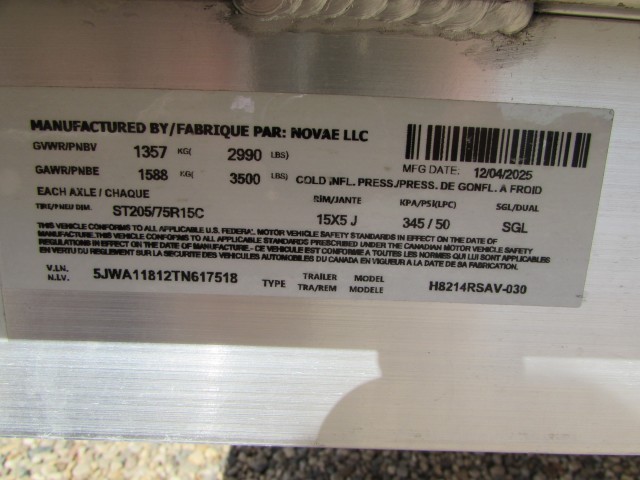 MANUFACTURED BY/FABRIQUE PAR: NOVAE LLC
GVWR/PNBV 1357 KG( 2990 LBS) MFG DATE: 12/04/2025
GAWR/PNBE 1588 KG( 3500 LBS) COLD INFL. PRESS/PRESS. DE GONFL. A FROID
EACH AXLE / CHAQUE RIM/JANTE KPA/PSI(LPC) SGL/DUAL
TIRE/PNEU DIM. ST205/75R15C 15X5 J 345 / 50 SGL
THIS VEHICLE CONFORMS TO ALL APPLICABLE U.S. FEDERAL MOTOR VEHICLE SAFETY STANDARDS IN EFFECT ON THE DATE OF
MANUFACTURE SHOWN ABOVE. THIS VEHICLE CONFORMS TO ALL APPLICABLE STANDARDS PRESCRIBED UNDER THE CANADIAN MOTOR VEHICLE SAFETY
REGULATIONS IN EFFECT ON THE DATE OF MANUFACTURE. / CE VEHICULE EST CONFORME A TOUTES LES NORMES QUI LUI SONT APPLICABLES
EN VERTU DU REGLEMENT SUR LA SECURITE DES VEHICULES AUTOMOBILES DU CANADA EN VIGUEUR A LA DATE DE SA FABRICATION.
V.I.N. 5JWA11812TN617518 TYPE TRAILER MODEL H8214RSAV-030
N.I.V. TRA/REM MODELE